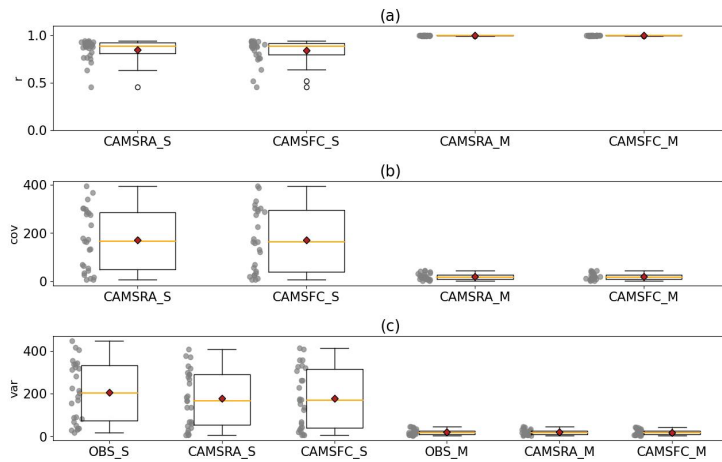 (a)
1.0
0.5
0.0
r
CAMSRA_S CAMSFC_S CAMSRA_M CAMSFC_M
(b)
400
200
0
cov
CAMSRA_S CAMSFC_S CAMSRA_M CAMSFC_M
(c)
400
200
0
var
OBS_S CAMSRA_S CAMSFC_S OBS_M CAMSRA_M CAMSFC_M